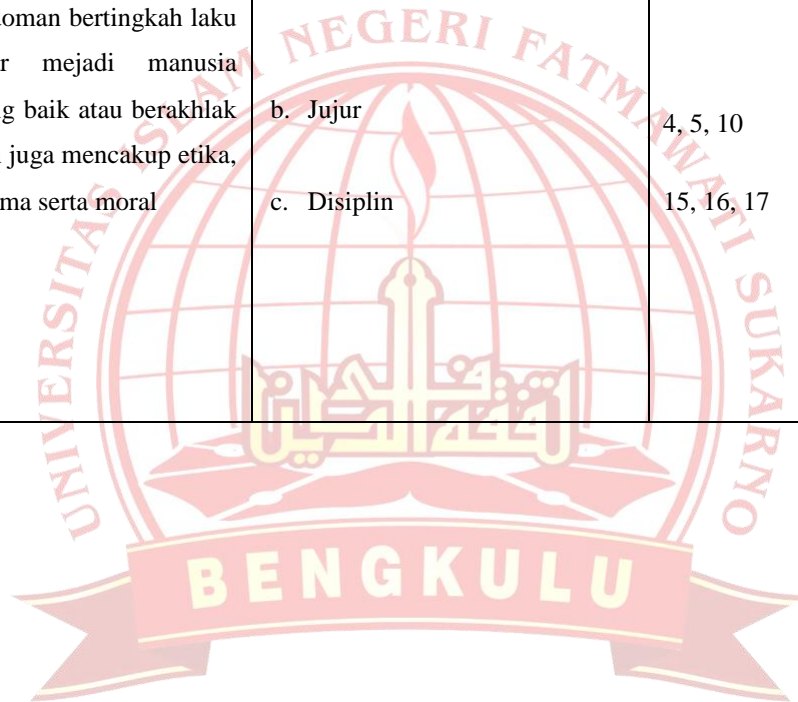 oman bertingkah laku
r mejadi manusia
g baik atau berakhlak
juga mencakup etika,
ma serta moral
b. Jujur
4, 5, 10
c. Disiplin
15, 16, 17
UNIVERSITAS ISLAM NEGERI FATMAWATI SUKARNO
BENGKULU